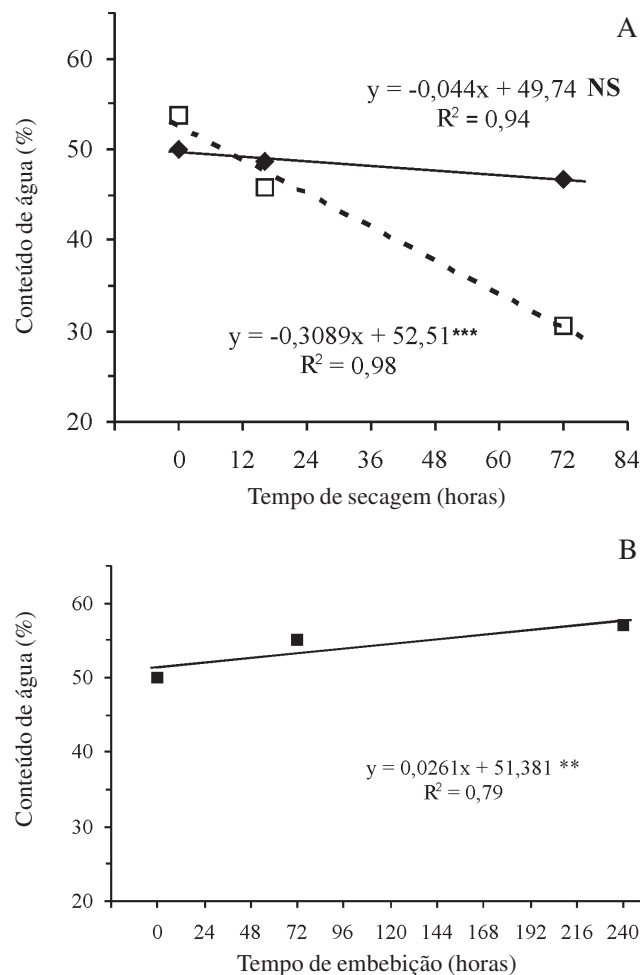 A
60
50
40
30
20
Conteúdo de água (%)
y = -0,044x + 49,74 NS
R² = 0,94
y = -0,3089x + 52,51***
R² = 0,98
0 12 24 36 48 60 72 84
Tempo de secagem (horas)
B
60
50
40
30
20
Conteúdo de água (%)
y = 0,0261x + 51,381 **
R² = 0,79
0 24 48 72 96 120 144 168 192 216 240
Tempo de embebição (horas)